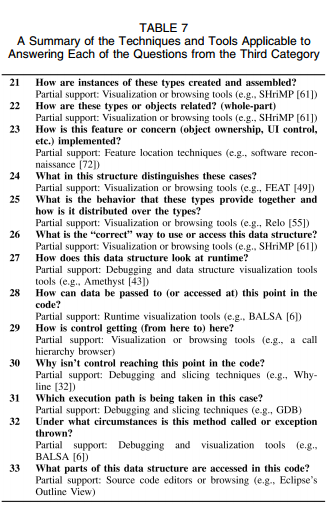 TABLE 7
A Summary of the Techniques and Tools Applicable to
Answering Each of the Questions from the Third Category
21 How are instances of these types created and assembled?
Partial support: Visualization or browsing tools (e.g., SHriMP [61])
22 How are these types or objects related? (whole-part)
Partial support: Visualization or browsing tools (e.g., SHriMP [61])
23 How is this feature or concern (object ownership, UI control,
etc.) implemented?
Partial support: Feature location techniques (e.g., software recon-
naissance [72])
24 What in this structure distinguishes these cases?
Partial support: Visualization or browsing tools (e.g., FEAT [49])
25 What is the behavior that these types provide together and
how is it distributed over the types?
Partial support: Visualization or browsing tools (e.g., Relo [55])
26 What is the “correct” way to use or access this data structure?
Partial support: Visualization or browsing tools (e.g., SHriMP [61])
27 How does this data structure look at runtime?
Partial support: Debugging and data structure visualization tools
tools (e.g., Amethyst [43])
28 How can data be passed to (or accessed at) this point in the
code?
Partial support: Runtime visualization tools (e.g., BALSA [6])
29 How is control getting (from here to) here?
Partial support: Visualization or browsing tools (e.g., a call
hierarchy browser)
30 Why isn't control reaching this point in the code?
Partial support: Debugging and slicing techniques (e.g., Why-
line [32])
31 Which execution path is being taken in this case?
Partial support: Debugging and slicing techniques (e.g., GDB)
32 Under what circumstances is this method called or exception
thrown?
Partial support: Debugging and visualization tools (e.g.,
BALSA [6])
33 What parts of this data structure are accessed in this code?
Partial support: Source code editors or browsing (e.g., Eclipse's
Outline View)